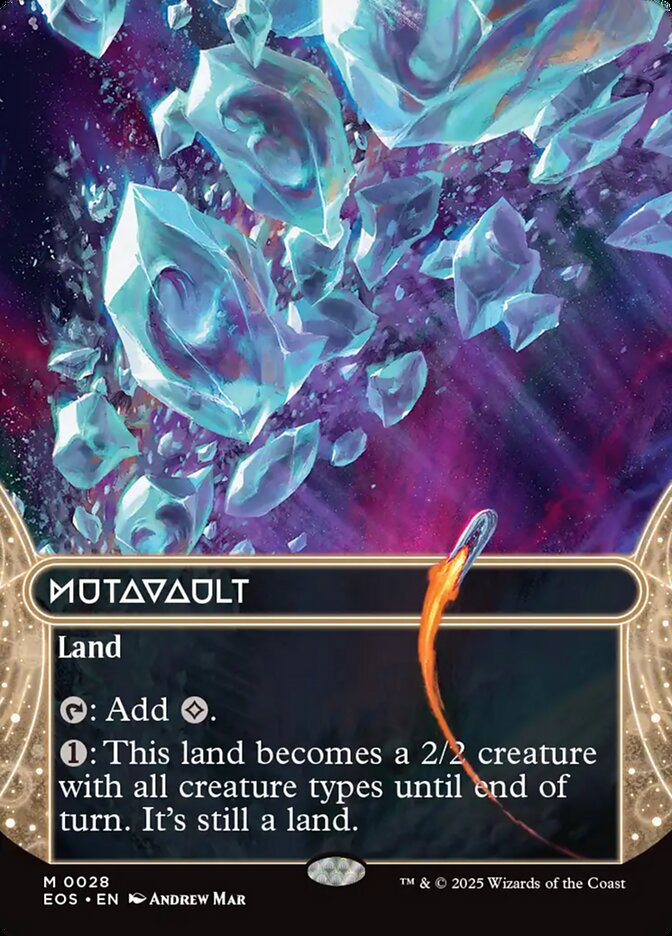 MUTAVAULT
Land
: Add .
1: This land becomes a 2/2 creature
with all creature types until end of
turn. It's still a land.
M 0028
EOS • EN Andrew Mar
™ & © 2025 Wizards of the Coast